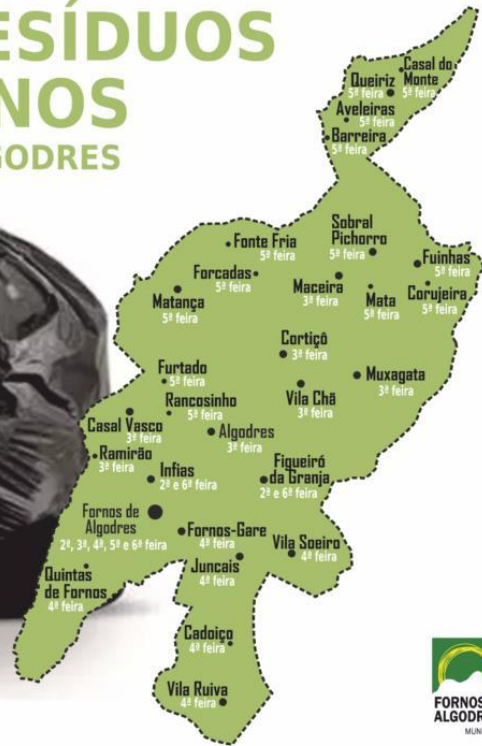 ESÍDUOS
NOS
GODRES
Casal do
Monte
5ª feira
Queiriz
5ª feira
Aveleiras
5ª feira
Barreira
5ª feira
Sobral
Pichorro
5ª feira
Fonte Fria
5ª feira
Forcadas
5ª feira
Fuinhas
5ª feira
Matança
5ª feira
Maceira
3ª feira
Mata
5ª feira
Corujeira
5ª feira
Cortiçô
3ª feira
Furtado
5ª feira
Muxagata
3ª feira
Rancosinho
5ª feira
Vila Chã
3ª feira
Casal Vasco
3ª feira
Algodres
3ª feira
Ramirão
3ª feira
Infias
2ª e 6ª feira
Figueiró
da Granja
2ª e 6ª feira
Fornos de
Algodres
2ª, 3ª, 4ª, 5ª e 6ª feira
Fornos-Gare
4ª feira
Vila Soeiro
4ª feira
Juncais
4ª feira
Quintas
de Fornos
4ª feira
Cadoiço
4ª feira
Vila Ruiva
4ª feira
FORNOS
ALGODR
MUN